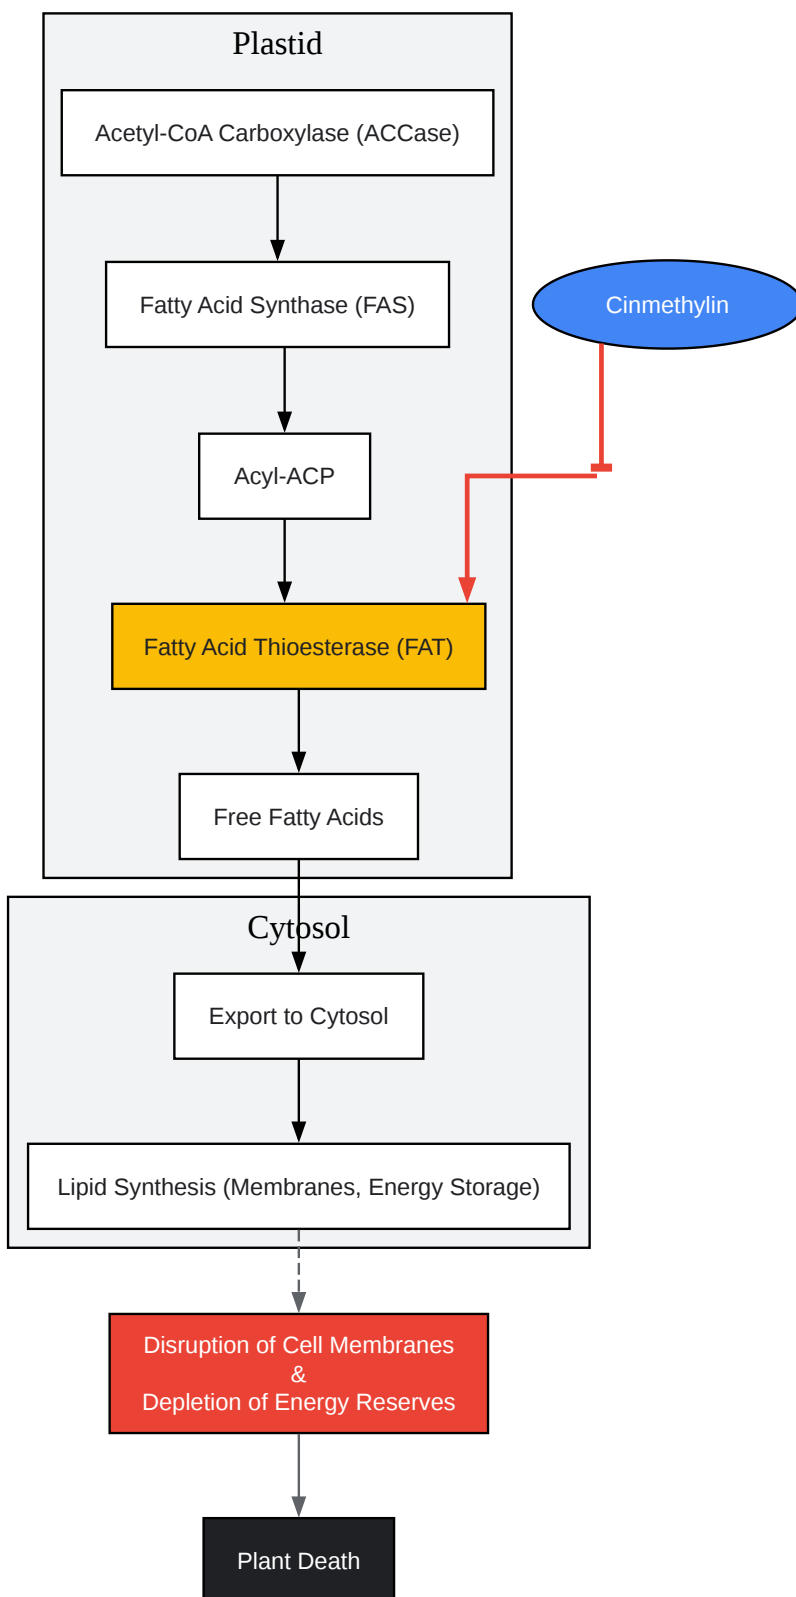 Plastid
Acetyl-CoA Carboxylase (ACCase)
Fatty Acid Synthase (FAS)
Cinmethylin
Acyl-ACP
Fatty Acid Thioesterase (FAT)
Free Fatty Acids
Cytosol
Export to Cytosol
Lipid Synthesis (Membranes, Energy Storage)
Disruption of Cell Membranes
&
Depletion of Energy Reserves
Plant Death